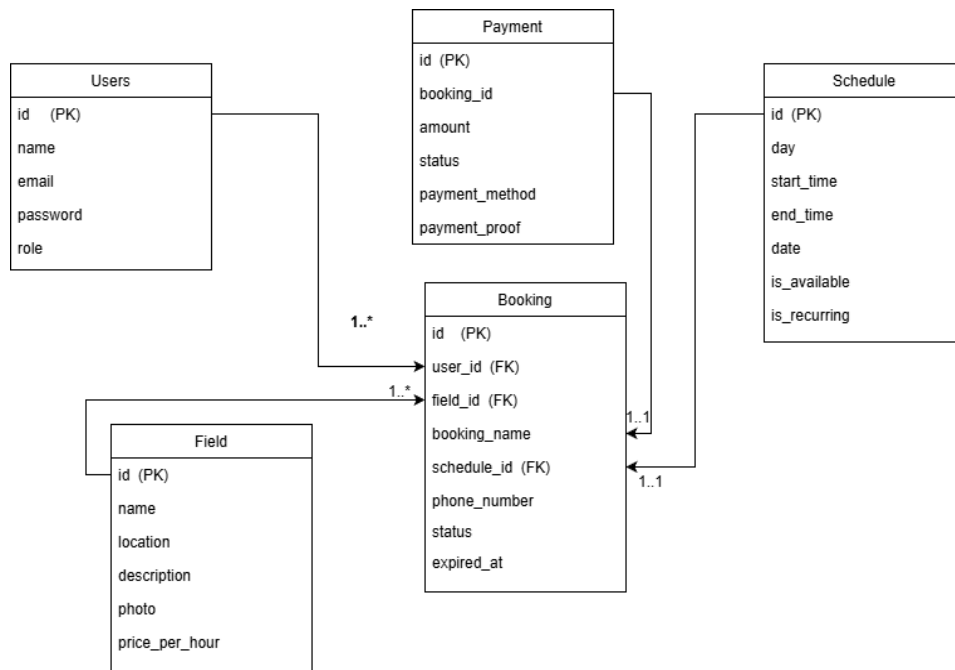 Payment
id (PK)
booking_id
amount
status
payment_method
payment_proof
Users
id (PK)
name
email
password
role
Schedule
id (PK)
day
start_time
end_time
date
is_available
is_recurring
Booking
id (PK)
user_id (FK)
field_id (FK)
booking_name
schedule_id (FK)
phone_number
status
expired_at
1..*
1..*
1..1
1..1
Field
id (PK)
name
location
description
photo
price_per_hour